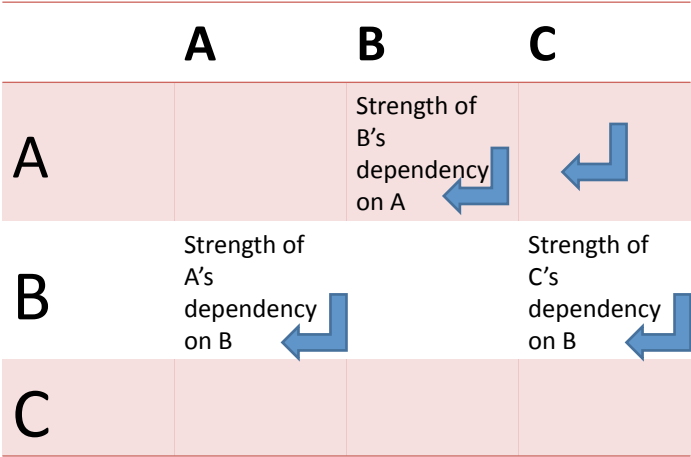 A B C
A
Strength of
B’s
dependency
on A
B
Strength of
A’s
dependency
on B
Strength of
C’s
dependency
on B
C